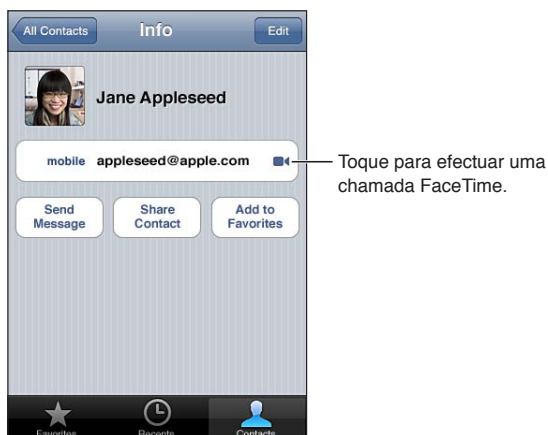 All Contacts Info Edit
Jane Appleseed
mobile appleseed@apple.com
Toque para efectuar uma
chamada FaceTime.
Send
Message
Share
Contact
Add to
Favorites
Favorites Recents Contacts